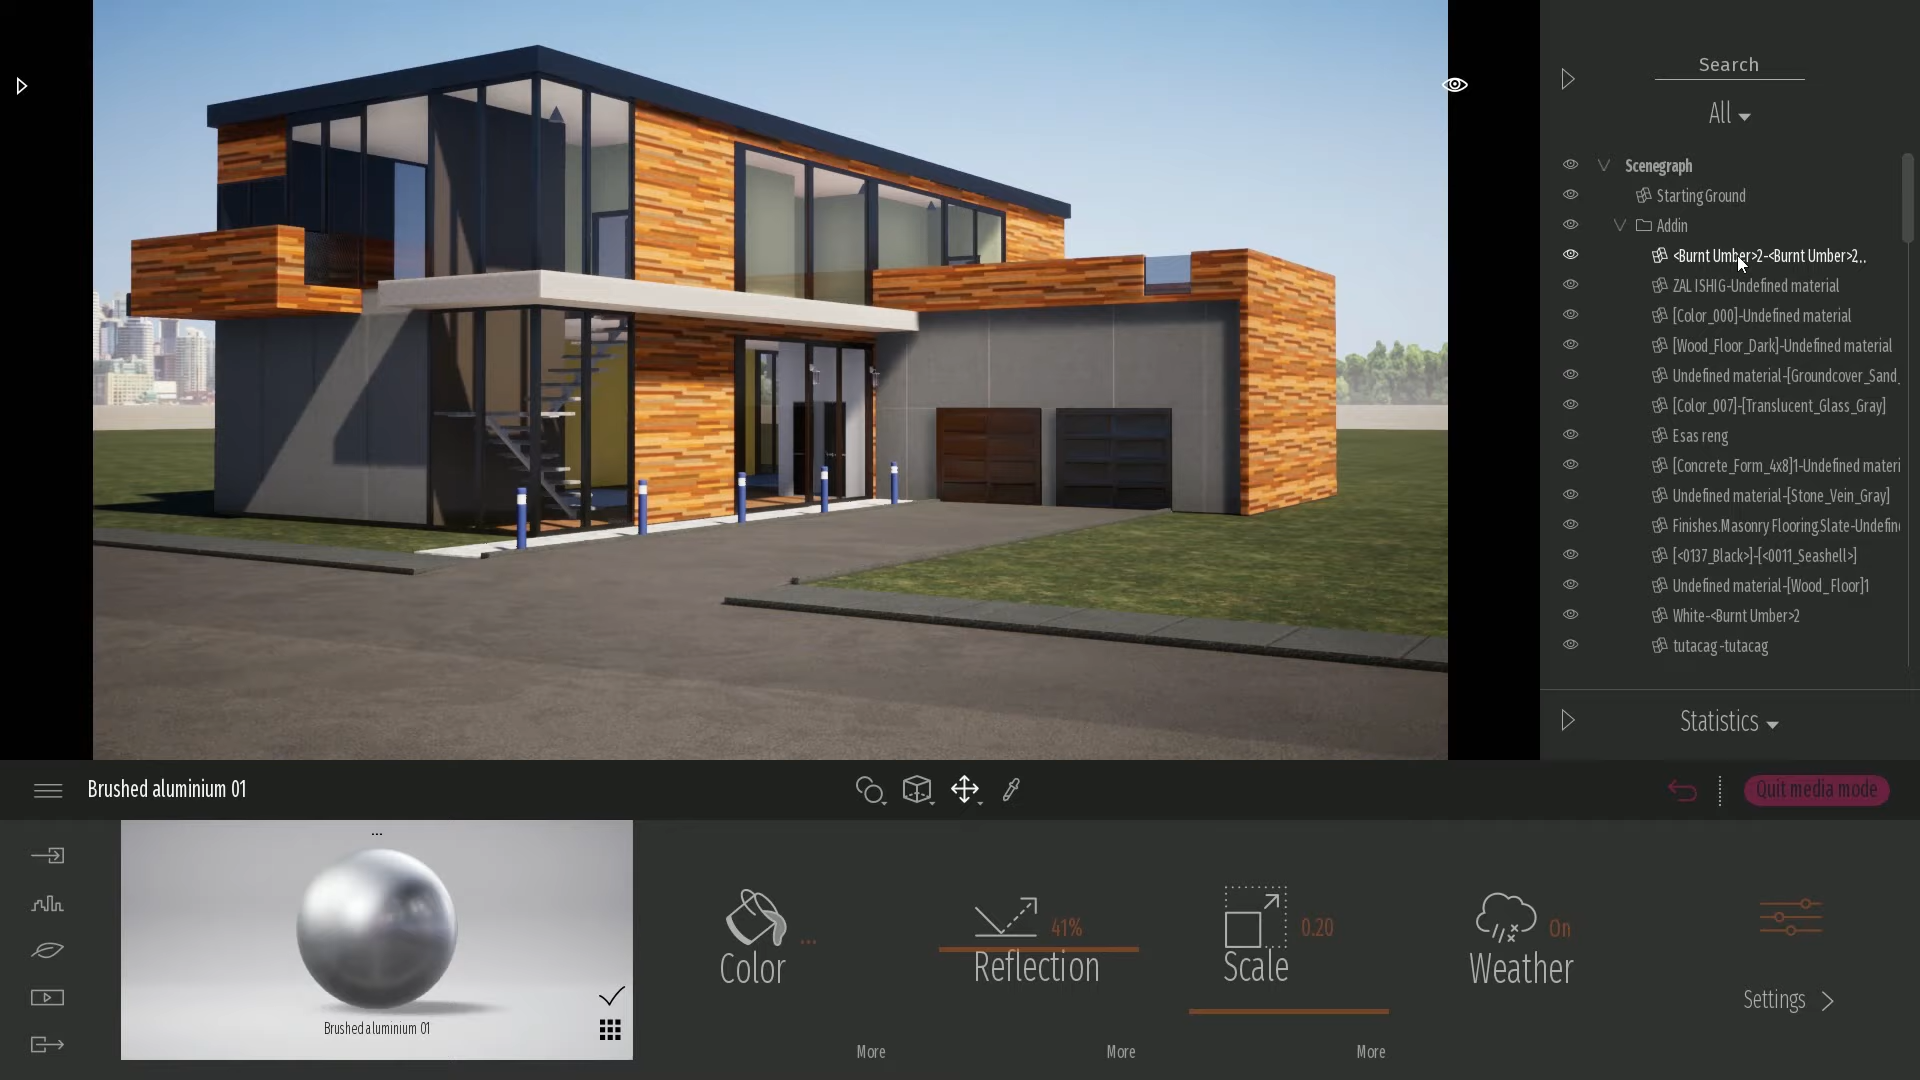 Search
All
Scenegraph
Starting Ground
Addin
<Burnt Umber>2-<Burnt Umber>2..
ZAL ISHIG-Undefined material
[Color_000]-Undefined material
[Wood_Floor_Dark]-Undefined material
Undefined material-[Groundcover_Sand_
[Color_007]-[Translucent_Glass_Gray]
Esas reng
[Concrete_Form_4x8]1-Undefined materi
Undefined material-[Stone_Vein_Gray]
Finishes.Masonry Flooring Slate-Undefine
[<0137_Black>]-[<0011_Seashell>]
Undefined material-[Wood_Floor]1
White-<Burnt Umber>2
tutacag -tutacag
Statistics
Brushed aluminium 01
Quit media mode
...
Brushed aluminium 01
Color ...
Reflection 41%
Scale 0.20
Weather On
Settings
More
More
More